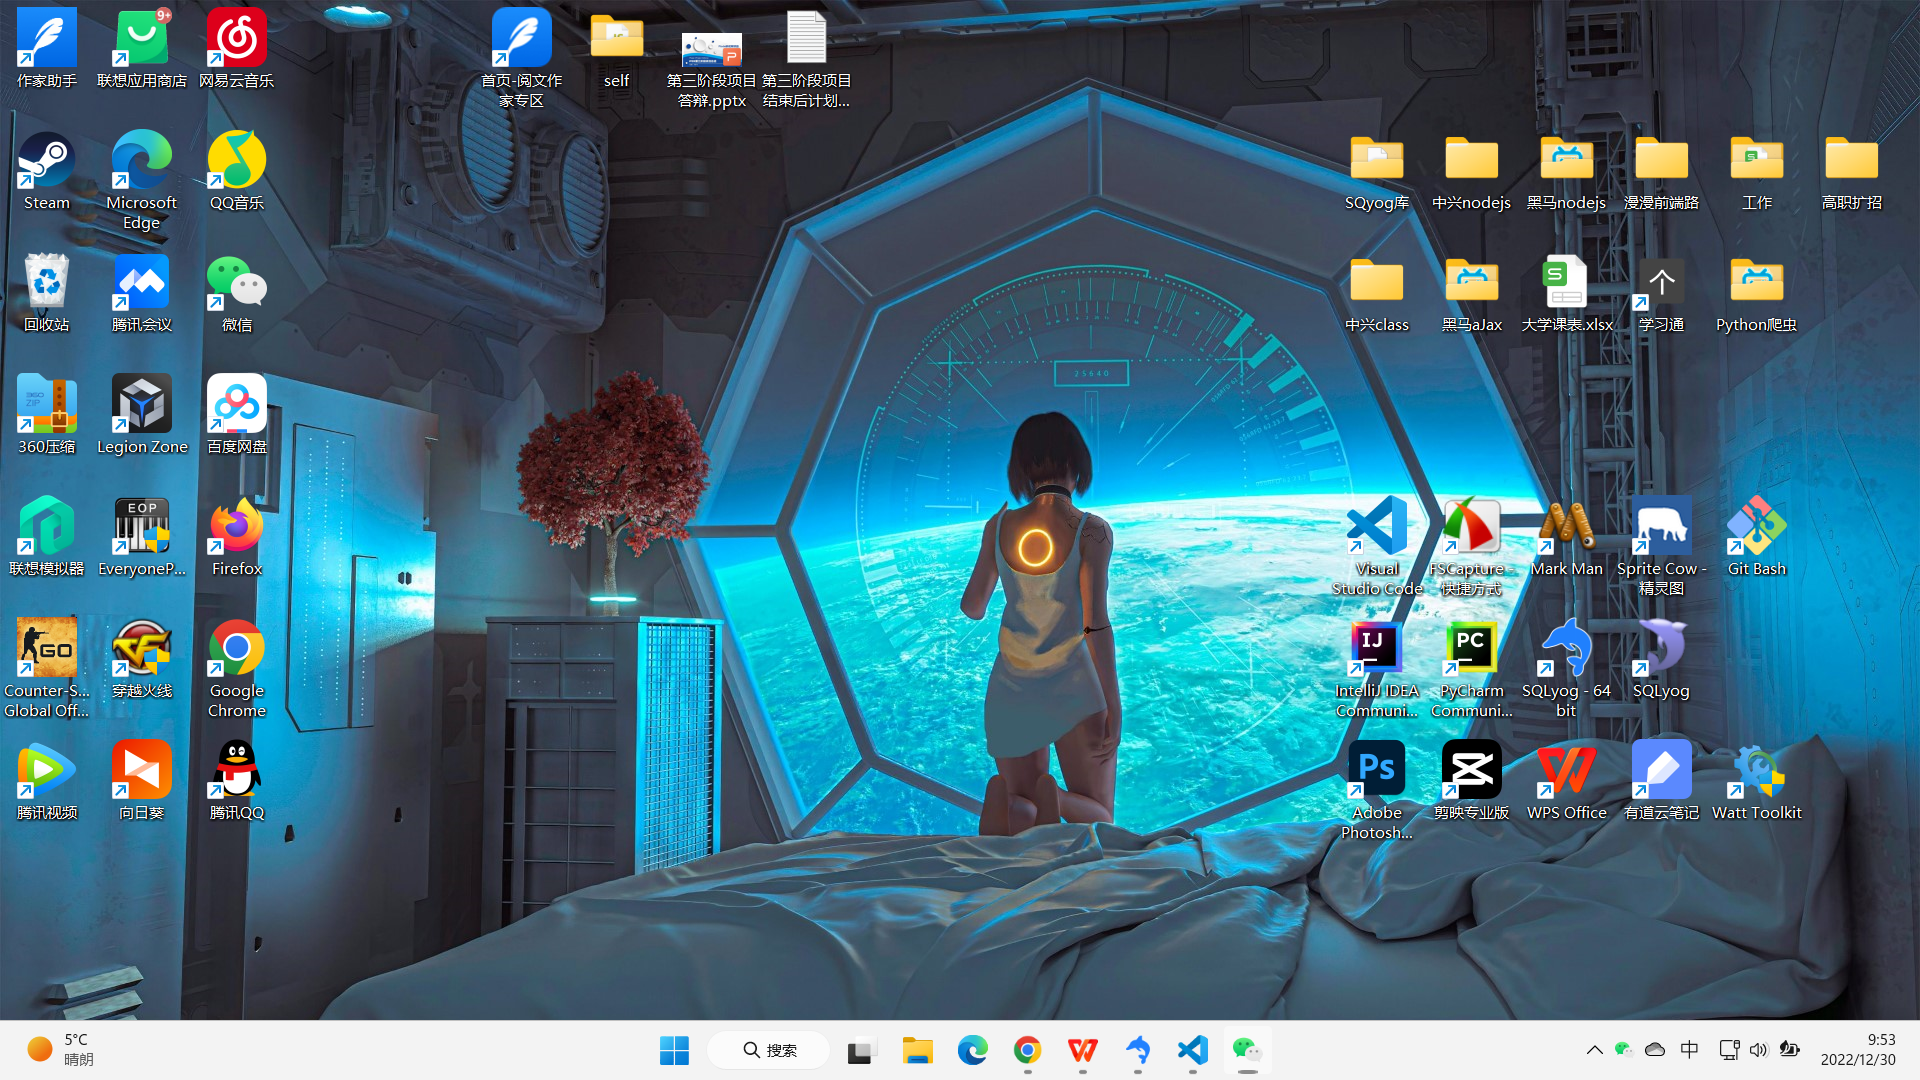 作家助手
联想应用商店
9+
网易云音乐
首页-阅文作
家专区
self
第三阶段项目
答辩.pptx
第三阶段项目
结束后计划...
Steam
Microsoft
Edge
QQ音乐
SQyog库
中兴nodejs
黑马nodejs
漫漫前端路
工作
高职扩招
回收站
腾讯会议
微信
中兴class
黑马aJax
大学课表.xlsx
学习通
Python爬虫
25640
360压缩
Legion Zone
百度网盘
EOP
联想模拟器
EveryoneP...
Firefox
Visual
Studio Code
FSCapture -
快捷方式
Mark Man
Sprite Cow -
精灵图
Git Bash
GO
Counter-S...
Global Off...
穿越火线
Google
Chrome
IJ
IntelliJ IDEA
Communi...
PC
PyCharm
Communi...
SQLyog - 64
bit
SQLyog
腾讯视频
向日葵
腾讯QQ
Ps
Adobe
Photosh...
剪映专业版
WPS Office
有道云笔记
Watt Toolkit
5°C
晴朗
搜索
中
9:53
2022/12/30